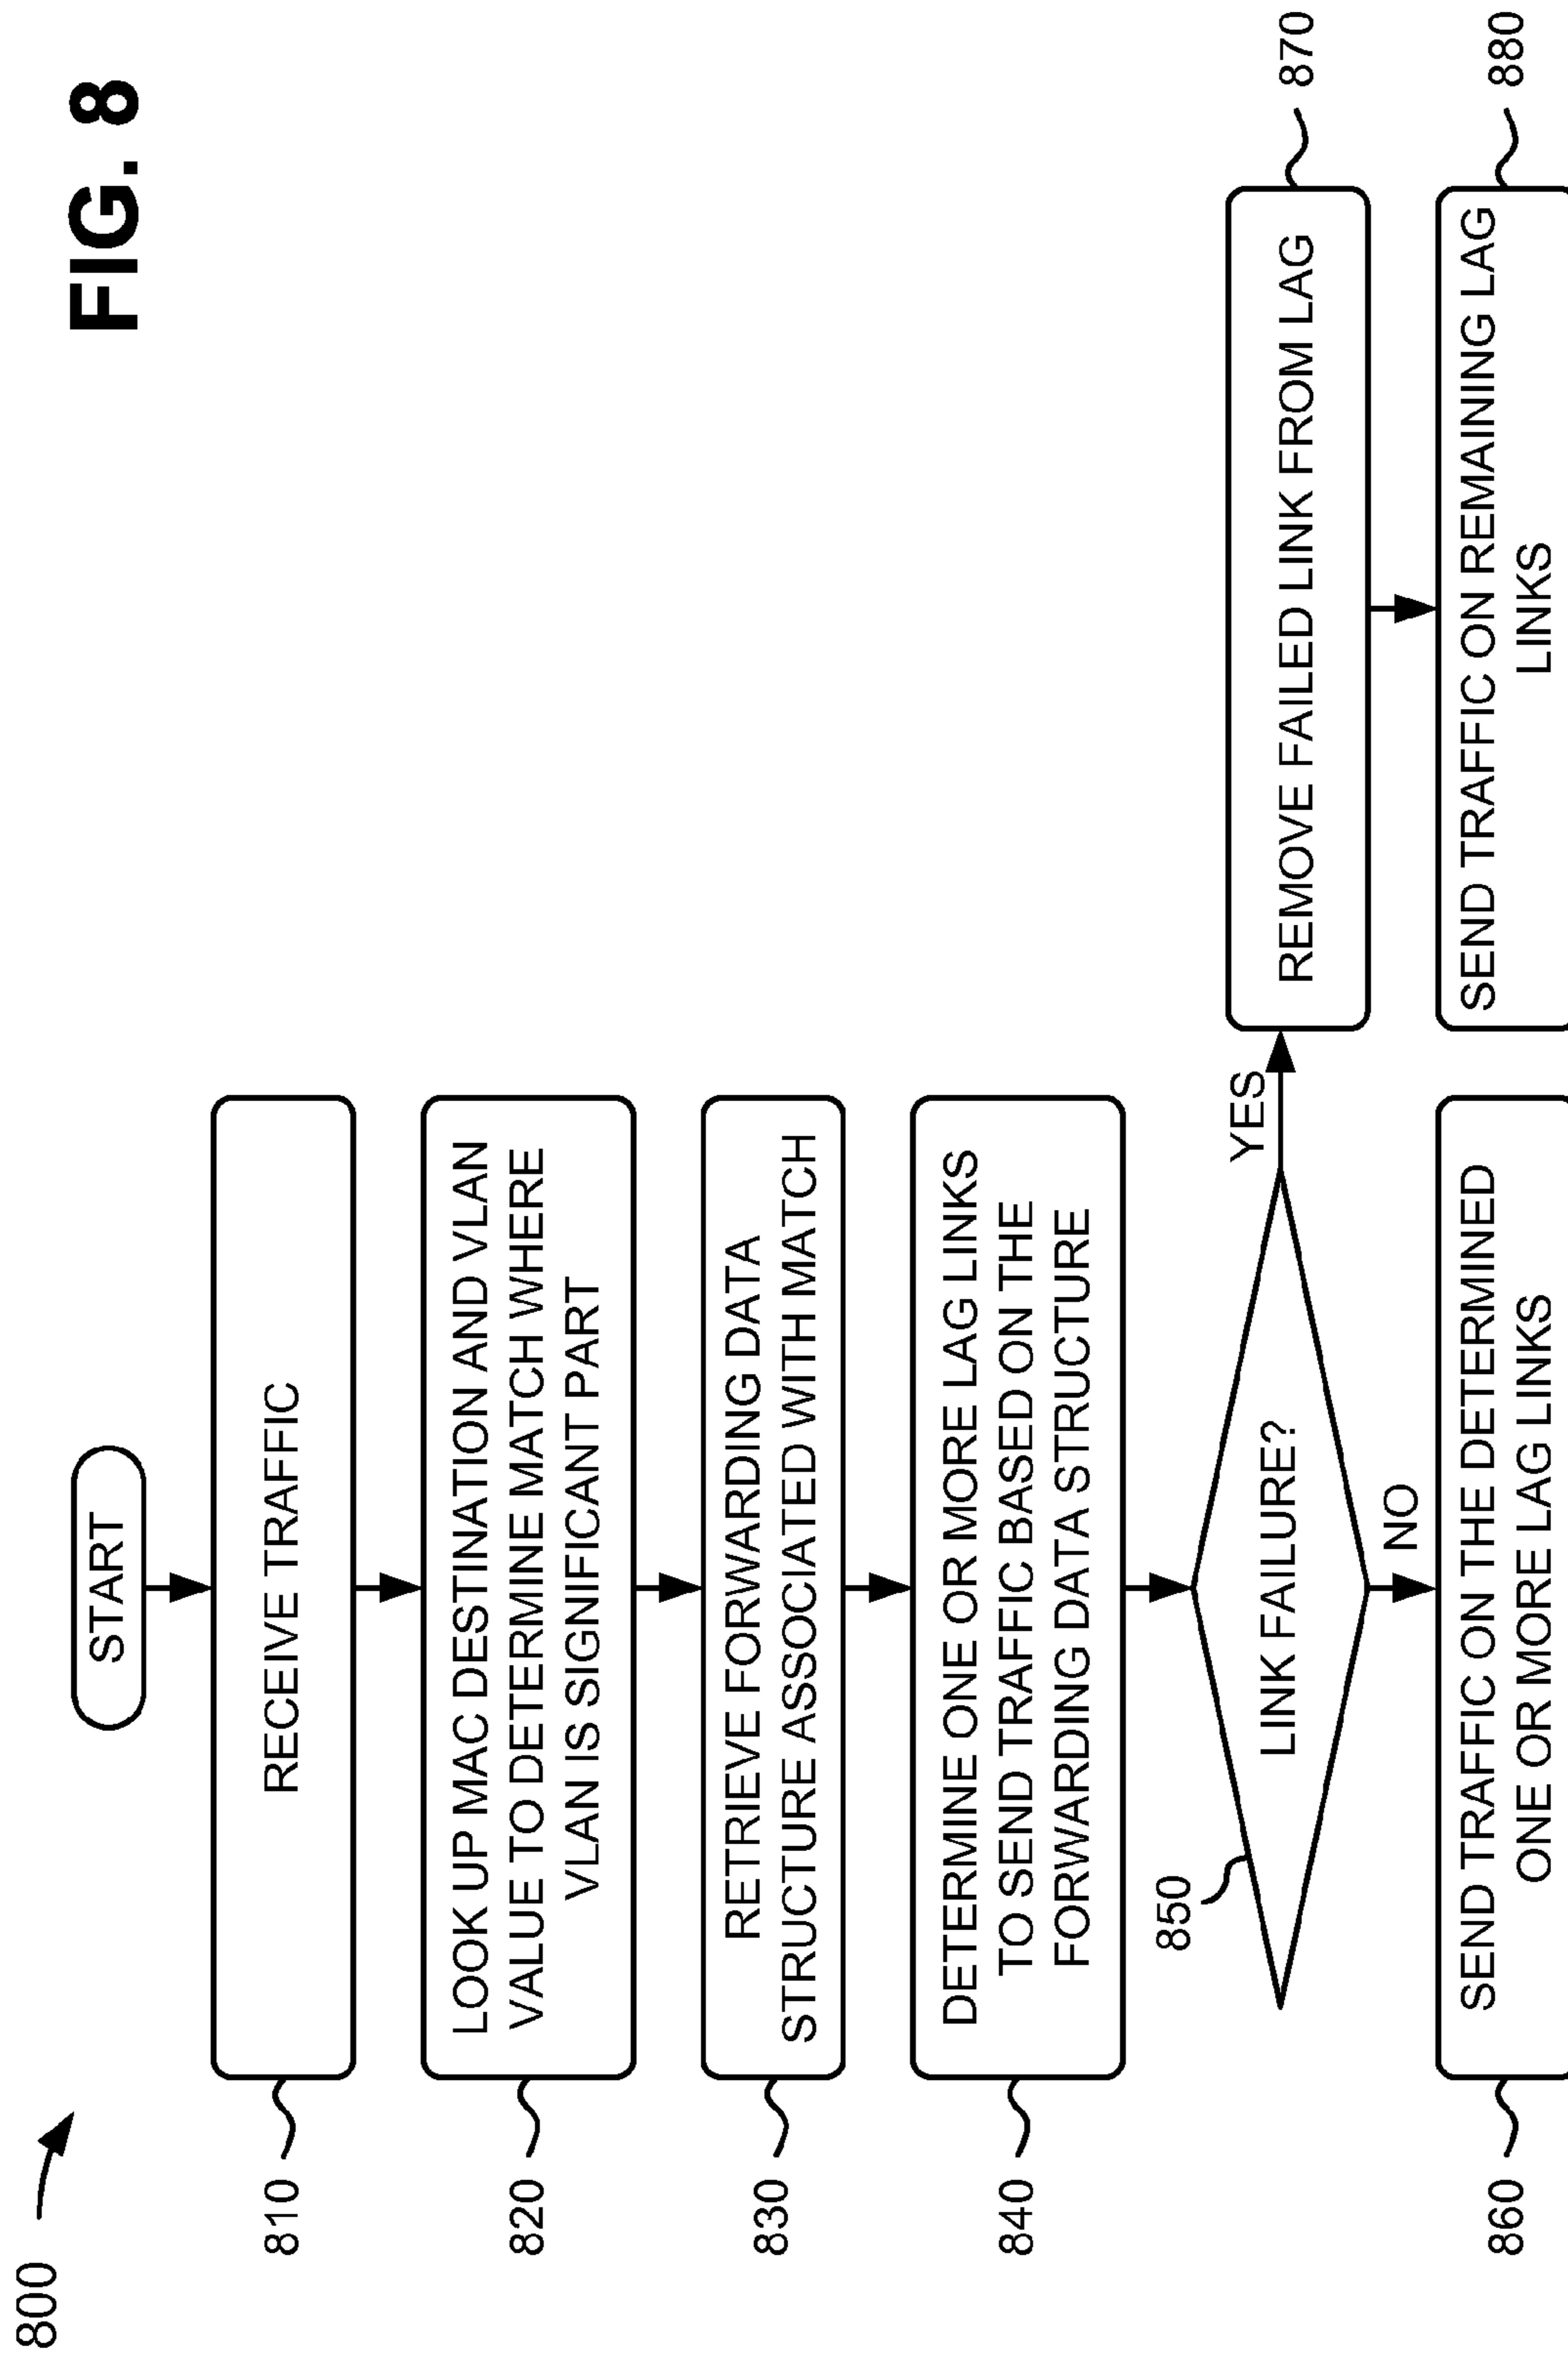 FIG. 8
800
START
810
RECEIVE TRAFFIC
820
LOOK UP MAC DESTINATION AND VLAN
VALUE TO DETERMINE MATCH WHERE
VLAN IS SIGNIFICANT PART
830
RETRIEVE FORWARDING DATA
STRUCTURE ASSOCIATED WITH MATCH
840
DETERMINE ONE OR MORE LAG LINKS
TO SEND TRAFFIC BASED ON THE
FORWARDING DATA STRUCTURE
850
LINK FAILURE?
YES
NO
REMOVE FAILED LINK FROM LAG
870
860
SEND TRAFFIC ON THE DETERMINED
ONE OR MORE LAG LINKS
SEND TRAFFIC ON REMAINING LAG
LINKS
880